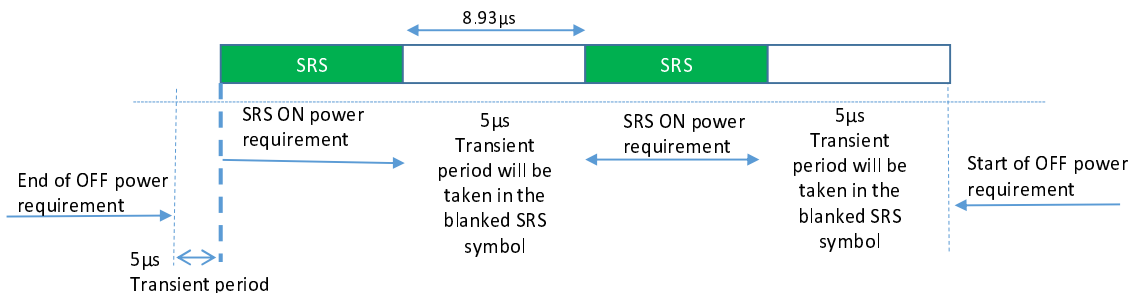 8.93µs
SRS
SRS
SRS ON power
requirement
5µs
Transient
period will be
taken in the
blanked SRS
symbol
SRS ON power
requirement
5µs
Transient
period will be
taken in the
blanked SRS
symbol
End of OFF power
requirement
Start of OFF power
requirement
5µs
Transient period